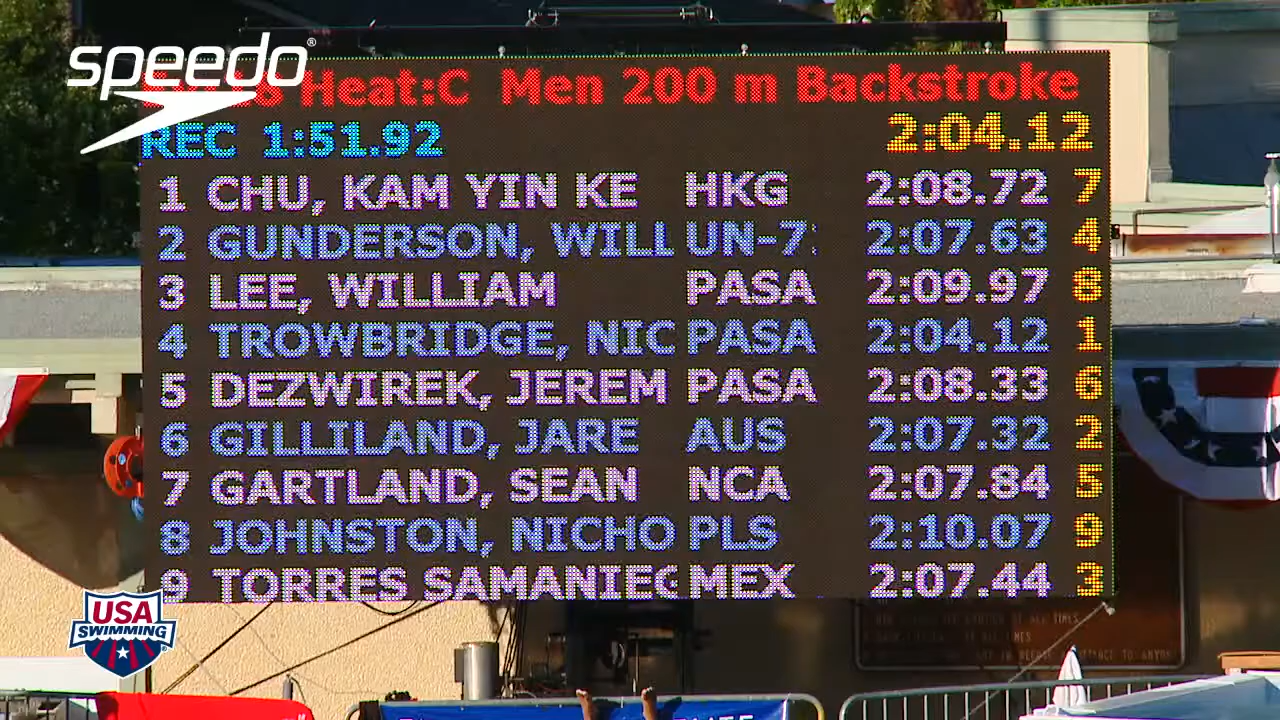 speedo
Heat:C Men 200 m Backstroke
REC 1:51.92 2:04.12
1 CHU, KAM YIN KE HKG 2:08.72 7
2 GUNDERSON, WILL UN-7 2:07.63 4
3 LEE, WILLIAM PASA 2:09.97 8
4 TROWBRIDGE, NIC PASA 2:04.12 1
5 DEZWIREK, JEREM PASA 2:08.33 6
6 GILLILAND, JARE AUS 2:07.32 2
7 GARTLAND, SEAN NCA 2:07.84 5
8 JOHNSTON, NICHO PLS 2:10.07 9
9 TORRES SAMANIEG MEX 2:07.44 3
USA
SWIMMING